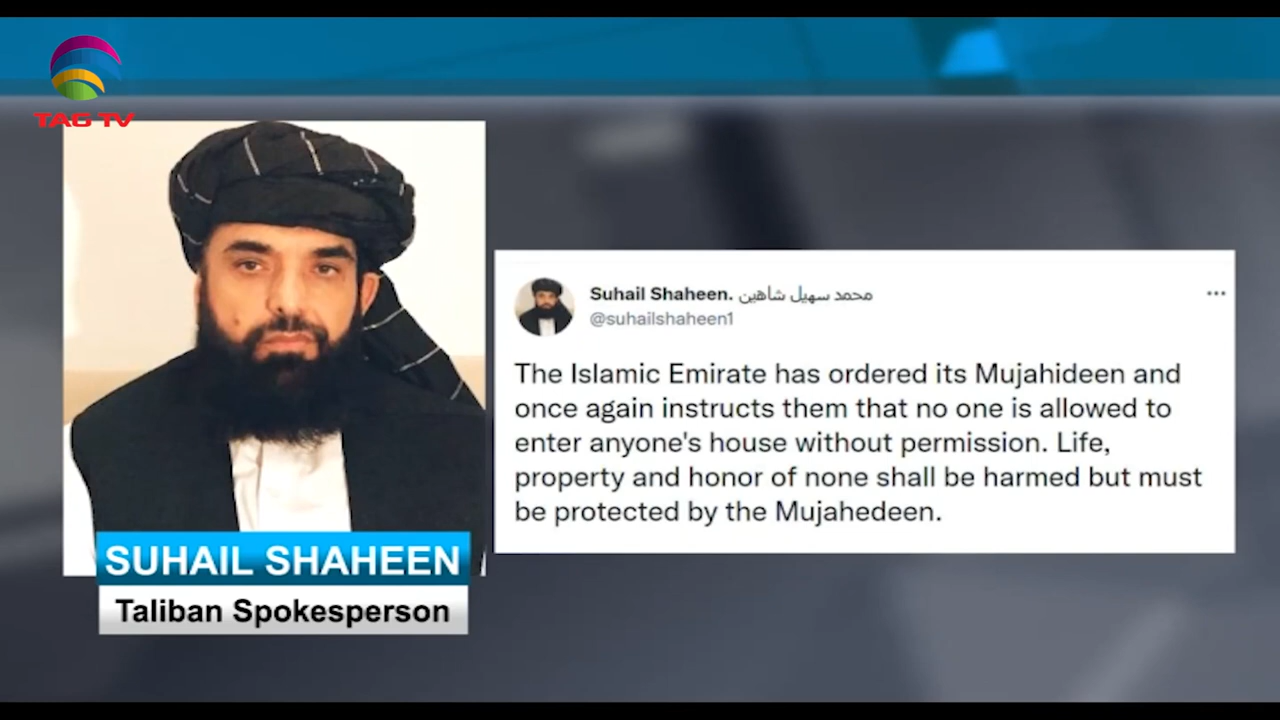 TAG TV
Suhail Shaheen. محمد سهیل شاهین
@suhailshaheen1
The Islamic Emirate has ordered its Mujahideen and
once again instructs them that no one is allowed to
enter anyone's house without permission. Life,
property and honor of none shall be harmed but must
be protected by the Mujahedeen.
SUHAIL SHAHEEN
Taliban Spokesperson